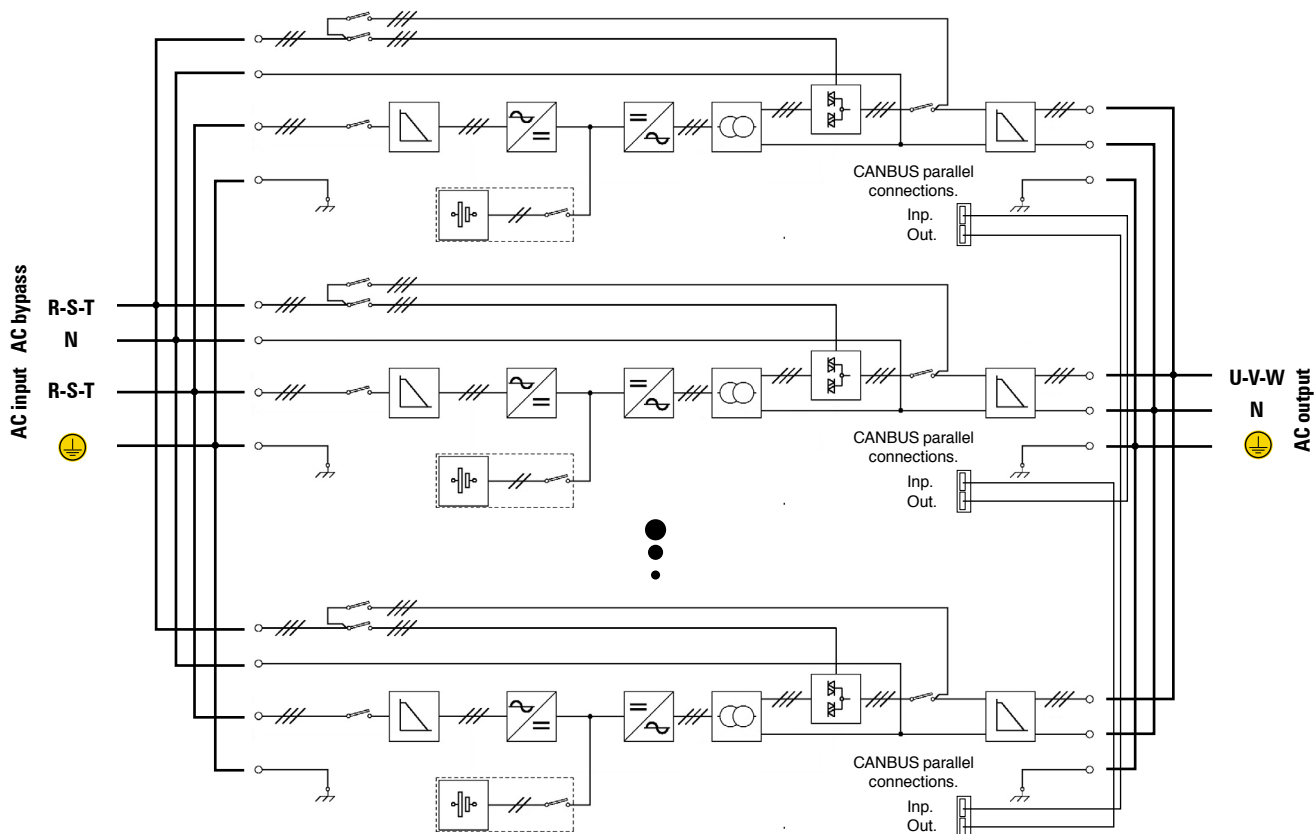 CANBUS parallel
connections.
Inp.
Out.
AC bypass
R-S-T
N
AC input
R-S-T
U-V-W
N
AC output
CANBUS parallel
connections.
Inp.
Out.
CANBUS parallel
connections.
Inp.
Out.